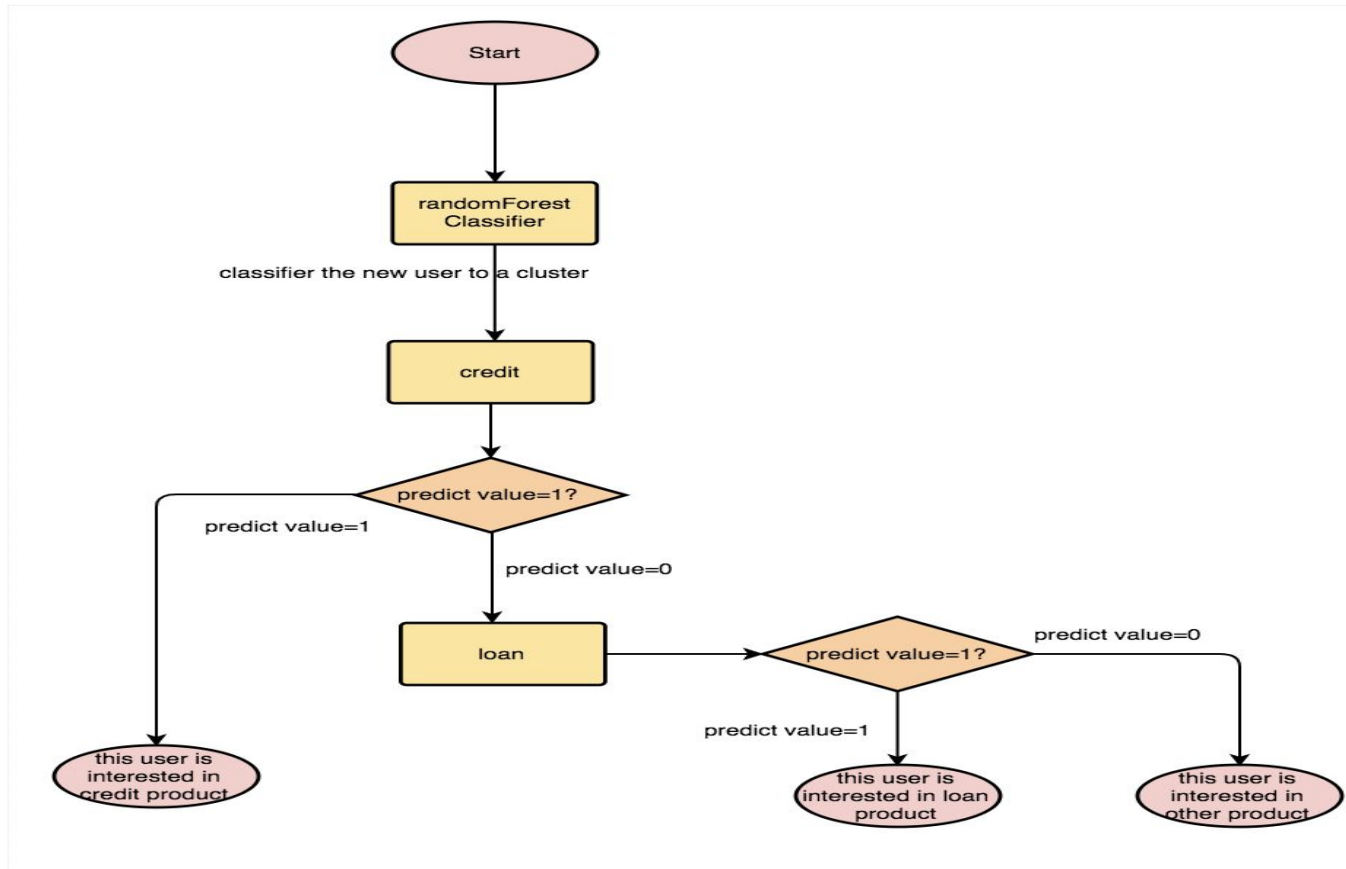 Start
randomForest
Classifier
classifier the new user to a cluster
credit
predict value=1?
predict value=1
predict value=0
loan
predict value=1?
predict value=0
predict value=1
this user is
interested in
credit product
this user is
interested in loan
product
this user is
interested in
other product